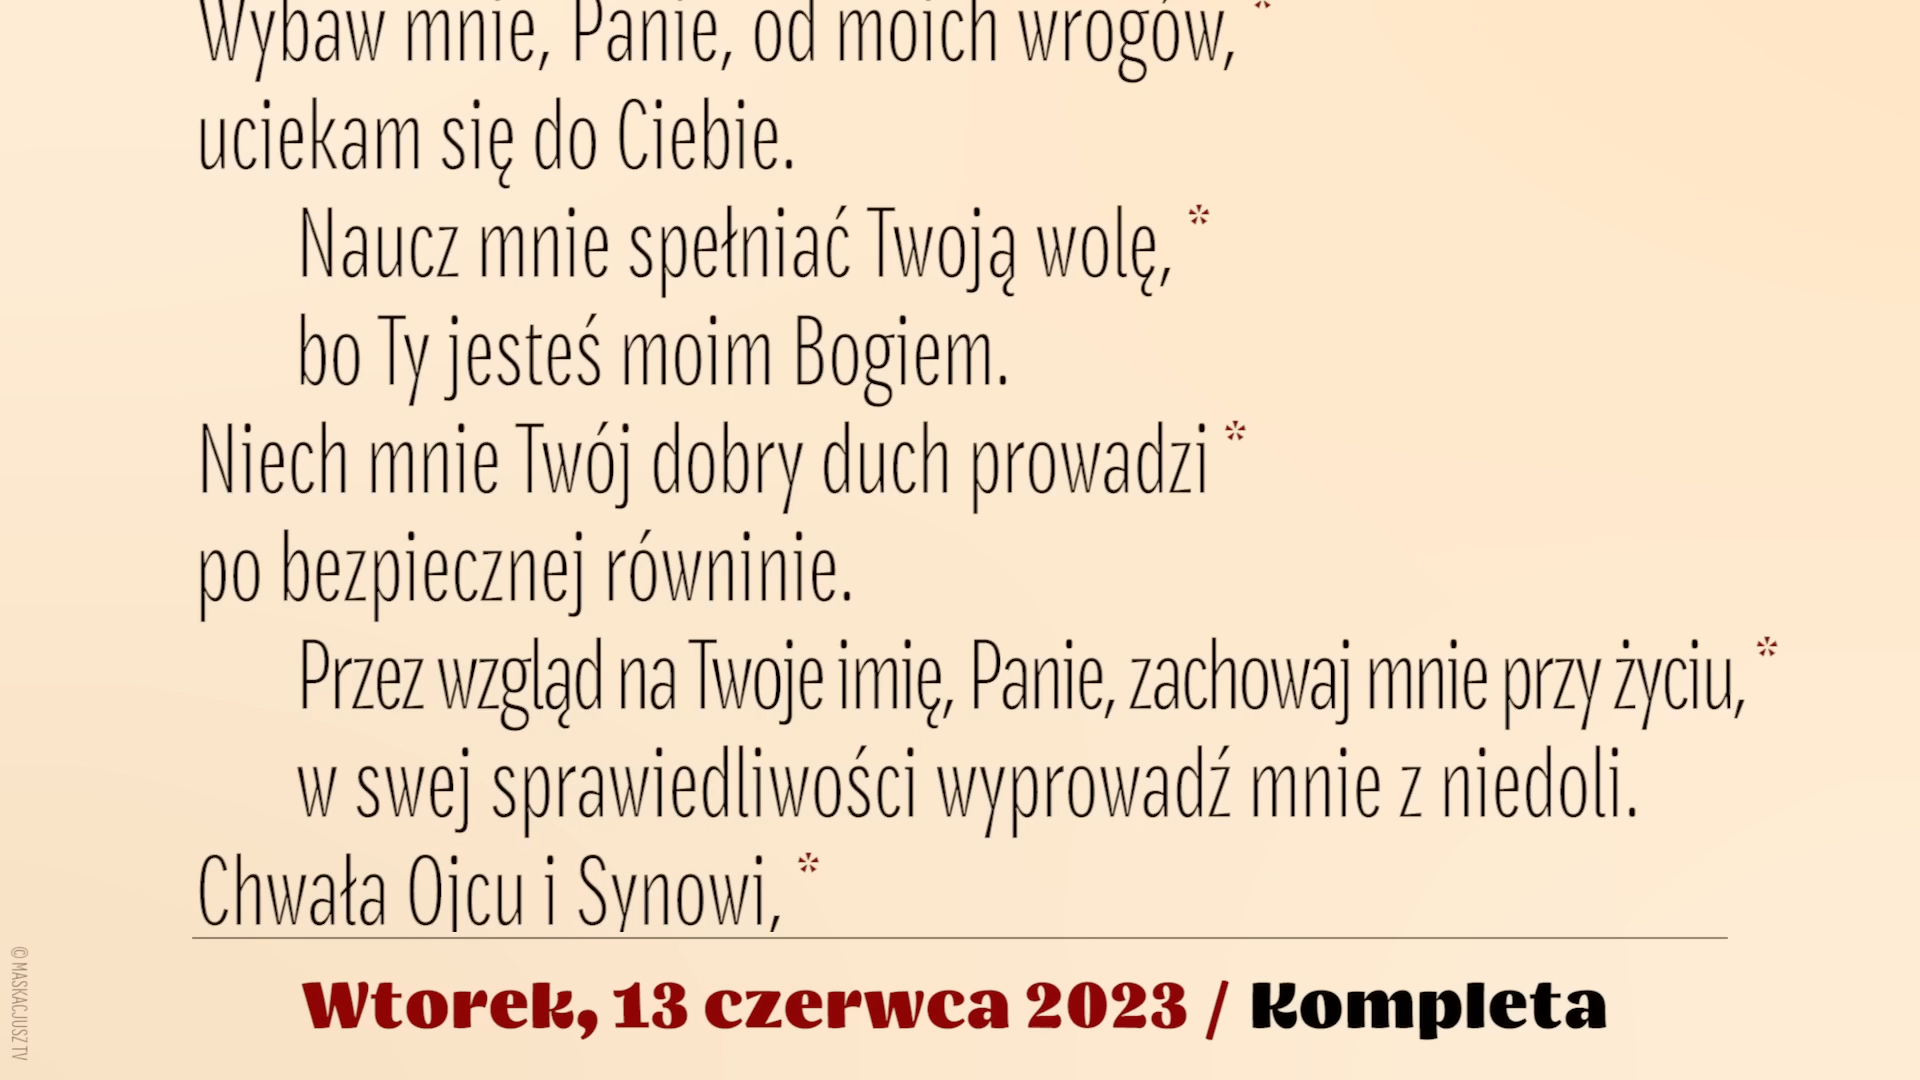 Wybaw mnie, Panie, od moich wrogów, *
uciekam się do Ciebie.
Naucz mnie spełniać Twoją wolę, *
bo Ty jesteś moim Bogiem.
Niech mnie Twój dobry duch prowadzi *
po bezpiecznej równinie.
Przez wzgląd na Twoje imię, Panie, zachowaj mnie przy życiu, *
w swej sprawiedliwości wyprowadź mnie z niedoli.
Chwała Ojcu i Synowi, *
Wtorek, 13 czerwca 2023 / Kompleta
© MASKACJUSZ TV